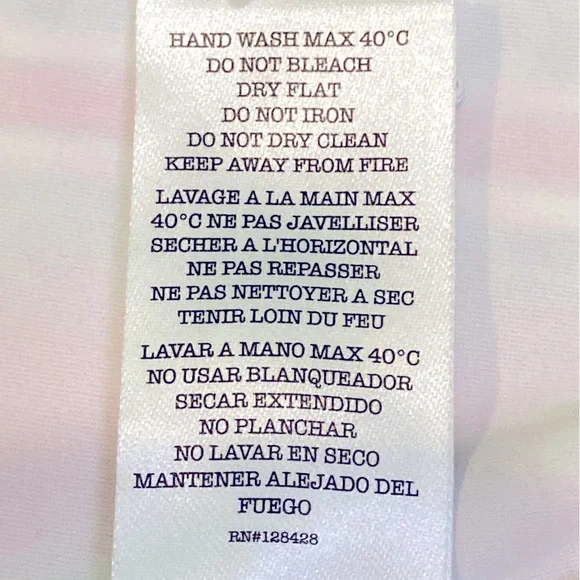 HAND WASH MAX 40°C
DO NOT BLEACH
DRY FLAT
DO NOT IRON
DO NOT DRY CLEAN
KEEP AWAY FROM FIRE
LAVAGE A LA MAIN MAX
40°C NE PAS JAVELLISER
SECHER A L'HORIZONTAL
NE PAS REPASSER
NE PAS NETTOYER A SEC
TENIR LOIN DU FEU
LAVAR A MANO MAX 40°C
NO USAR BLANQUEADOR
SECAR EXTENDIDO
NO PLANCHAR
NO LAVAR EN SECO
MANTENER ALEJADO DEL
FUEGO
RN#128428